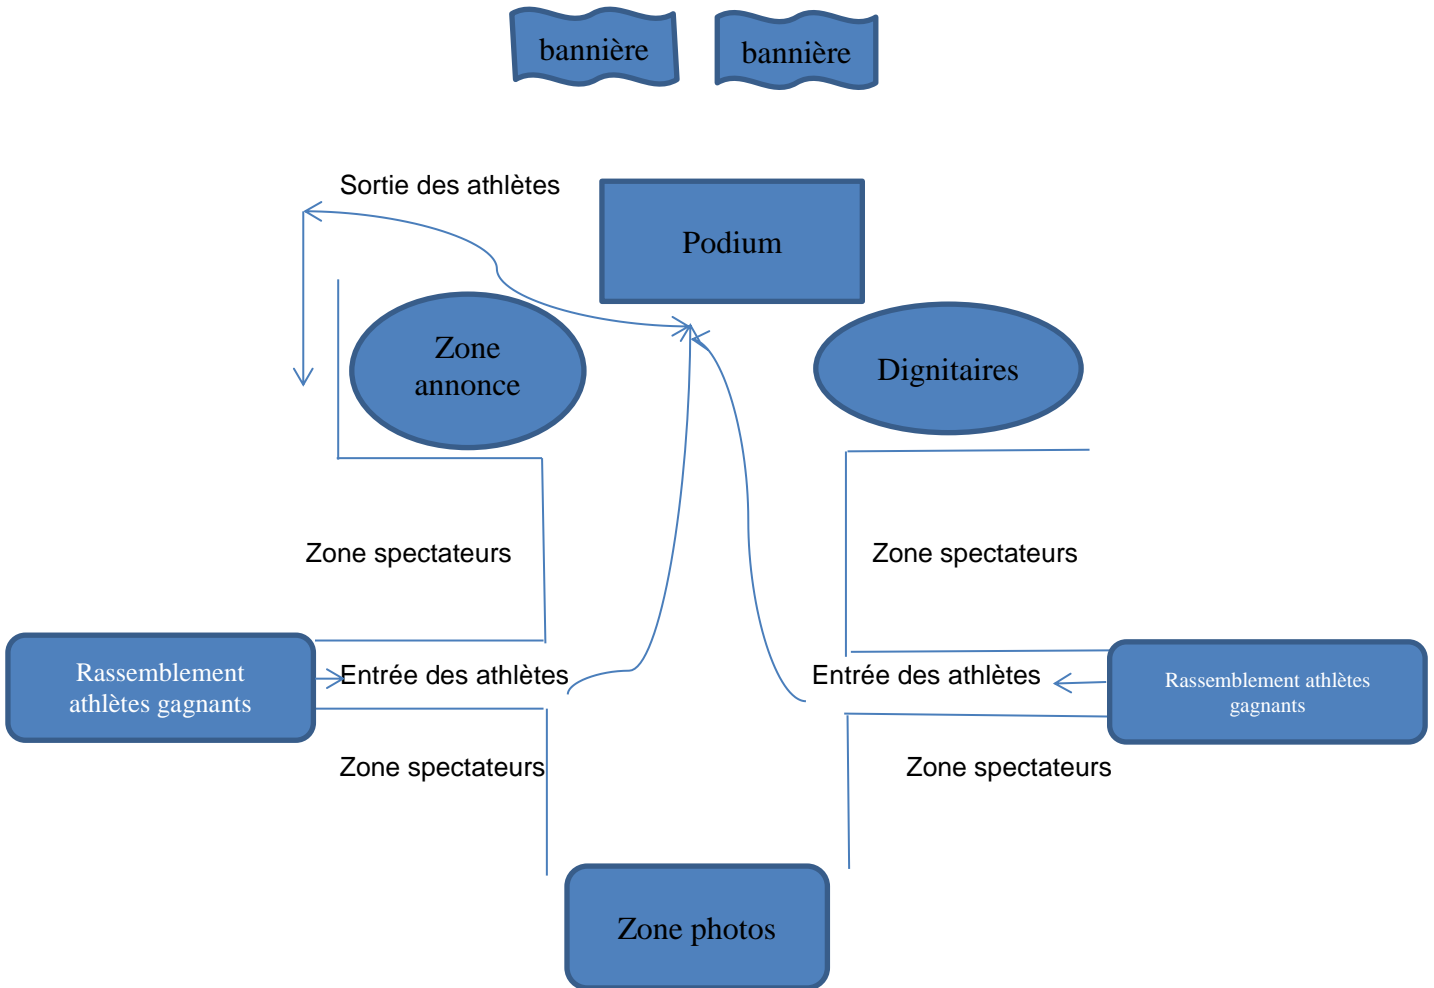 bannière
bannière
Sortie des athlètes
Podium
Zone
annonce
Dignitaires
Zone spectateurs
Zone spectateurs
Rassemblement
athlètes gagnants
Entrée des athlètes
Entrée des athlètes
Rassemblement athlètes
gagnants
Zone spectateurs
Zone spectateurs
Zone photos